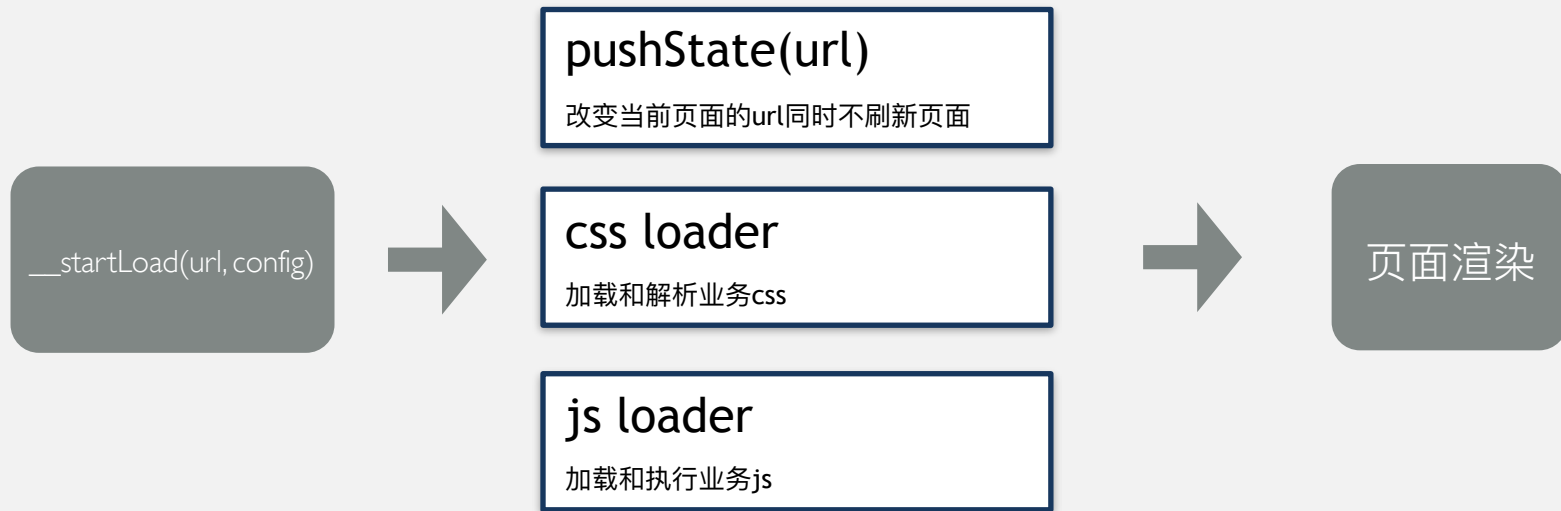 __startLoad(url, config)
pushState(url)
改变当前页面的url同时不刷新页面
css loader
加载和解析业务css
js loader
加载和执行业务js
页面渲染